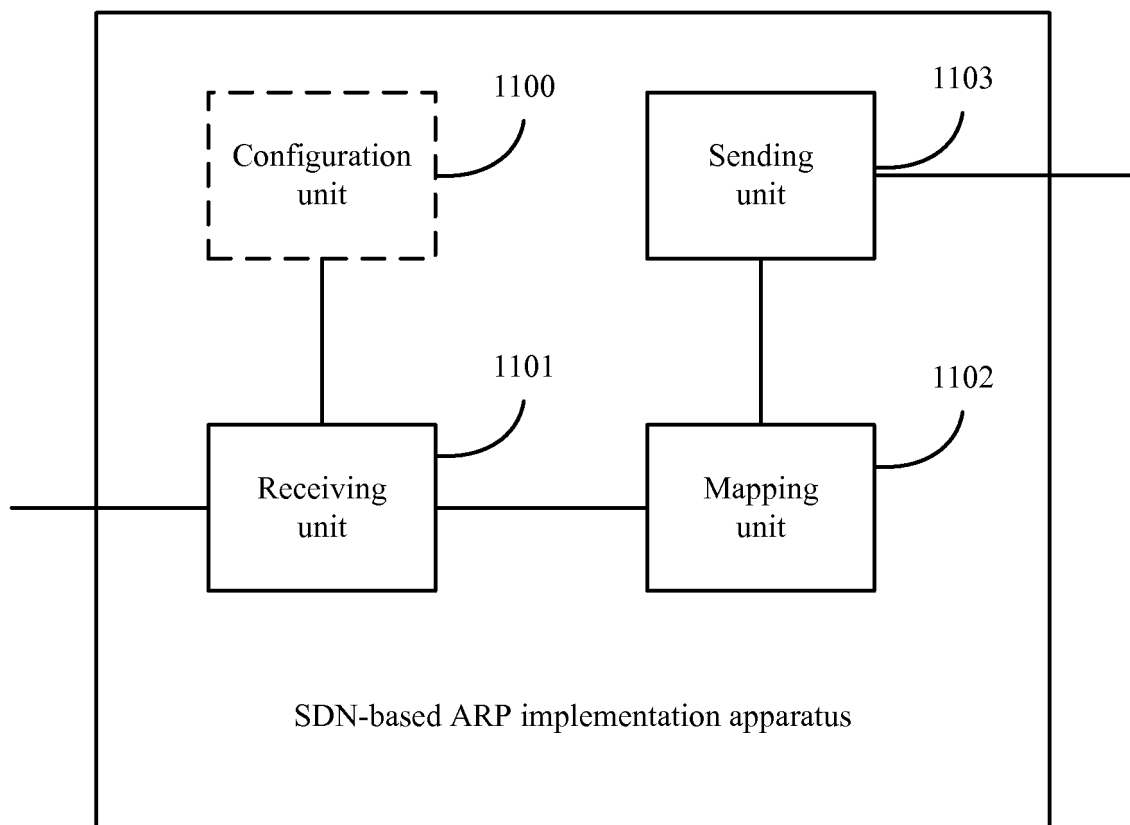 1100
1103
Configuration
unit
Sending
unit
1101
1102
Receiving
unit
Mapping
unit
SDN-based ARP implementation apparatus